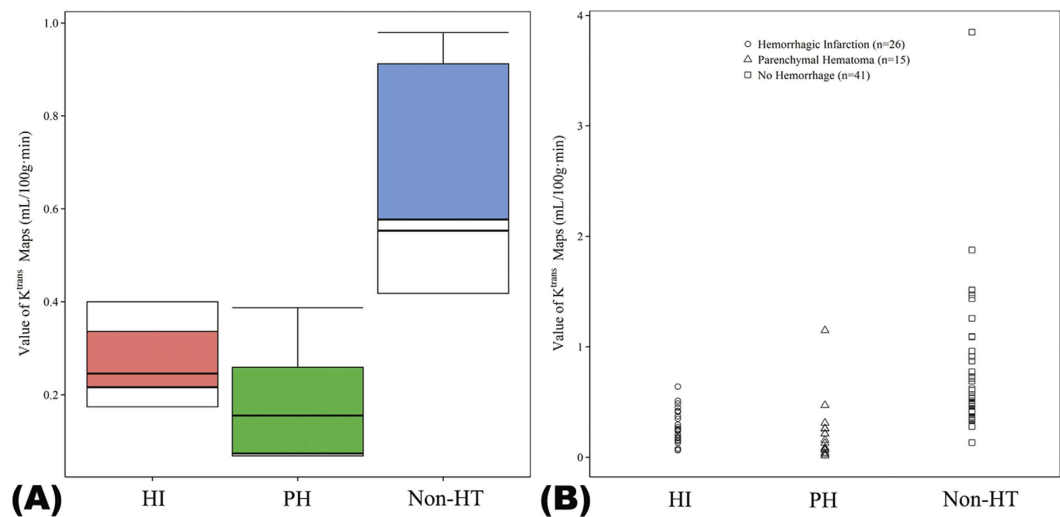 1.0
0.8
0.6
0.4
0.2
Value of K^trans Maps (mL/100g·min)
HI PH Non-HT
(A)
4
3
2
1
0
Value of K^trans Maps (mL/100g·min)
Hemorrhagic Infarction (n=26)
Parenchymal Hematoma (n=15)
No Hemorrhage (n=41)
HI PH Non-HT
(B)